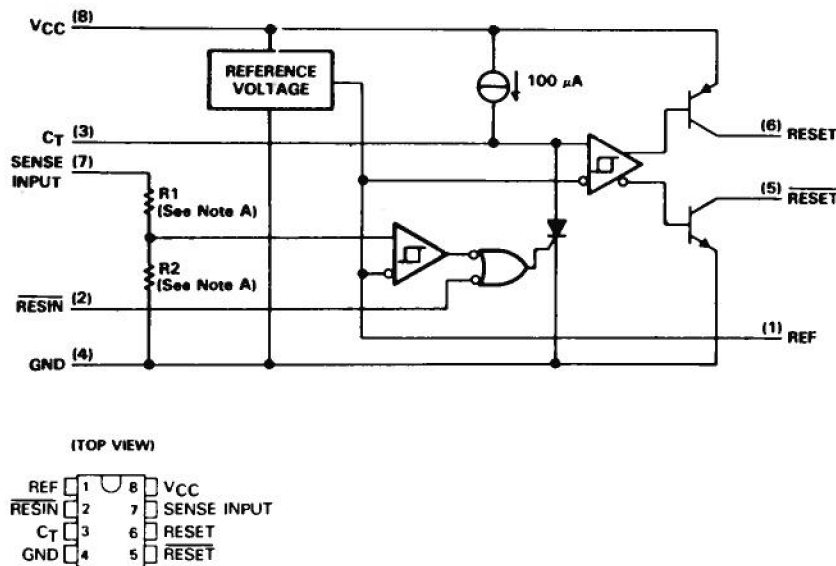 VCC (8)
REFERENCE
VOLTAGE
100 μA
CT (3)
(6) RESET
SENSE (7)
INPUT
R1
(See Note A)
(5) RESET
R2
(See Note A)
RESIN (2)
(1) REF
GND (4)
(TOP VIEW)
REF 1 8 VCC
RESIN 2 7 SENSE INPUT
CT 3 6 RESET
GND 4 5 RESET